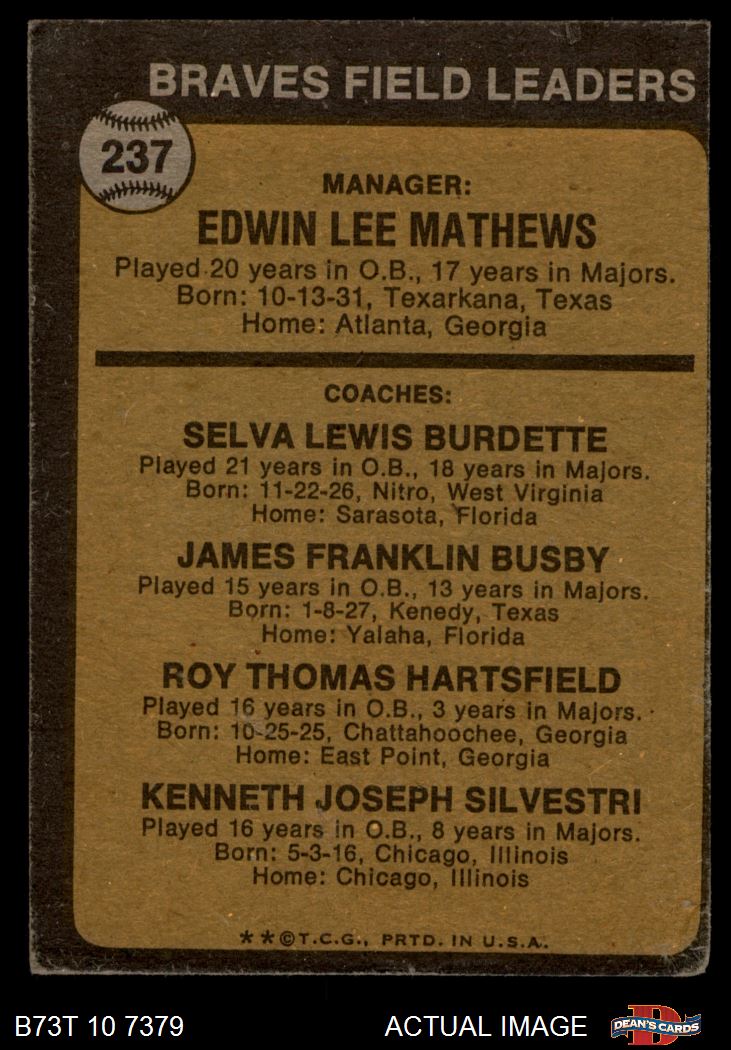 BRAVES FIELD LEADERS
237
MANAGER:
EDWIN LEE MATHEWS
Played 20 years in O.B., 17 years in Majors.
Born: 10-13-31, Texarkana, Texas
Home: Atlanta, Georgia
COACHES:
SELVA LEWIS BURDETTE
Played 21 years in O.B., 18 years in Majors.
Born: 11-22-26, Nitro, West Virginia
Home: Sarasota, Florida
JAMES FRANKLIN BUSBY
Played 15 years in O.B., 13 years in Majors.
Born: 1-8-27, Kenedy, Texas
Home: Yalaha, Florida
ROY THOMAS HARTSFIELD
Played 16 years in O.B., 3 years in Majors.
Born: 10-25-25, Chattahoochee, Georgia
Home: East Point, Georgia
KENNETH JOSEPH SILVESTRI
Played 16 years in O.B., 8 years in Majors.
Born: 5-3-16, Chicago, Illinois
Home: Chicago, Illinois
**©T.C.G., PRTD. IN U.S.A.
B73T 10 7379
ACTUAL IMAGE
B
DEAN'S CARDS